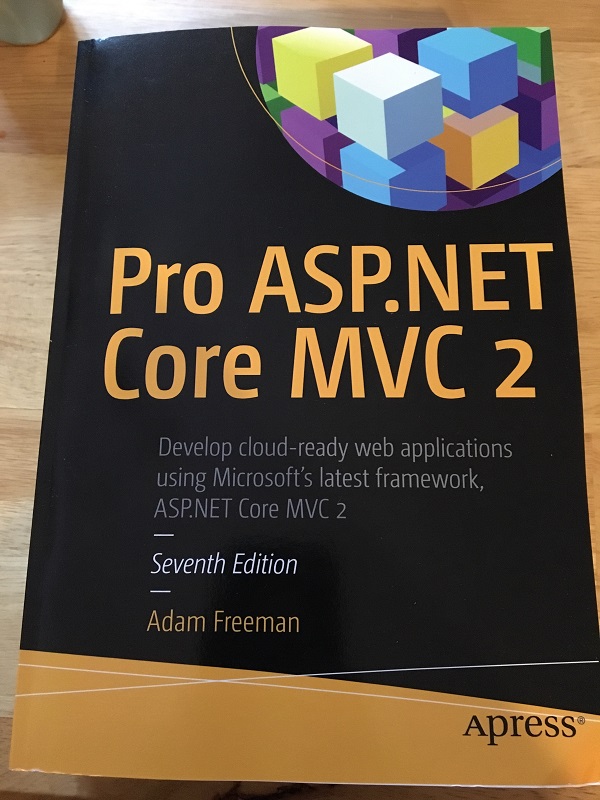 Pro ASP.NET
Core MVC 2
Develop cloud-ready web applications
using Microsoft's latest framework,
ASP.NET Core MVC 2
—
Seventh Edition
—
Adam Freeman
Apress®